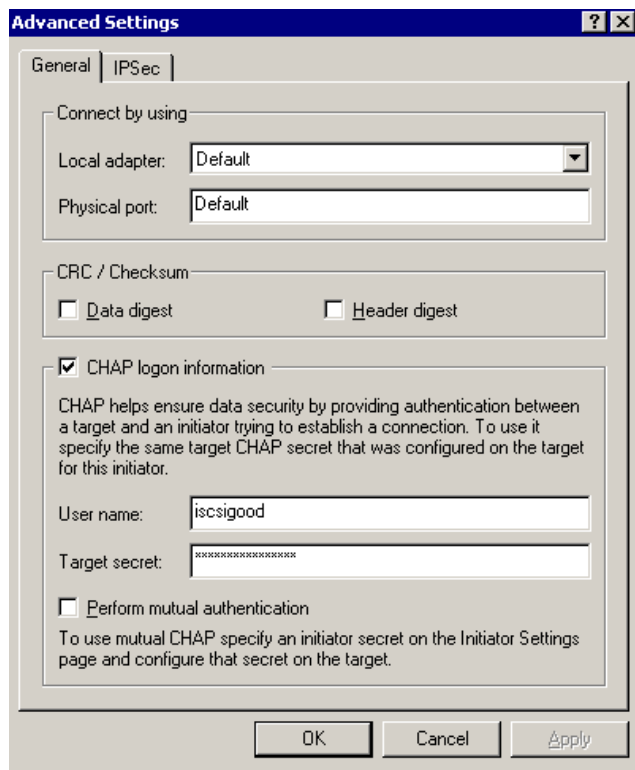 Advanced Settings
General
IPSec
Connect by using
Local adapter:
Default
Physical port:
Default
CRC / Checksum
Data digest
Header digest
CHAP logon information
CHAP helps ensure data security by providing authentication between
a target and an initiator trying to establish a connection. To use it
specify the same target CHAP secret that was configured on the target
for this initiator.
User name:
iscsigood
Target secret:
****************
Perform mutual authentication
To use mutual CHAP specify an initiator secret on the Initiator Settings
page and configure that secret on the target.
OK
Cancel
Apply